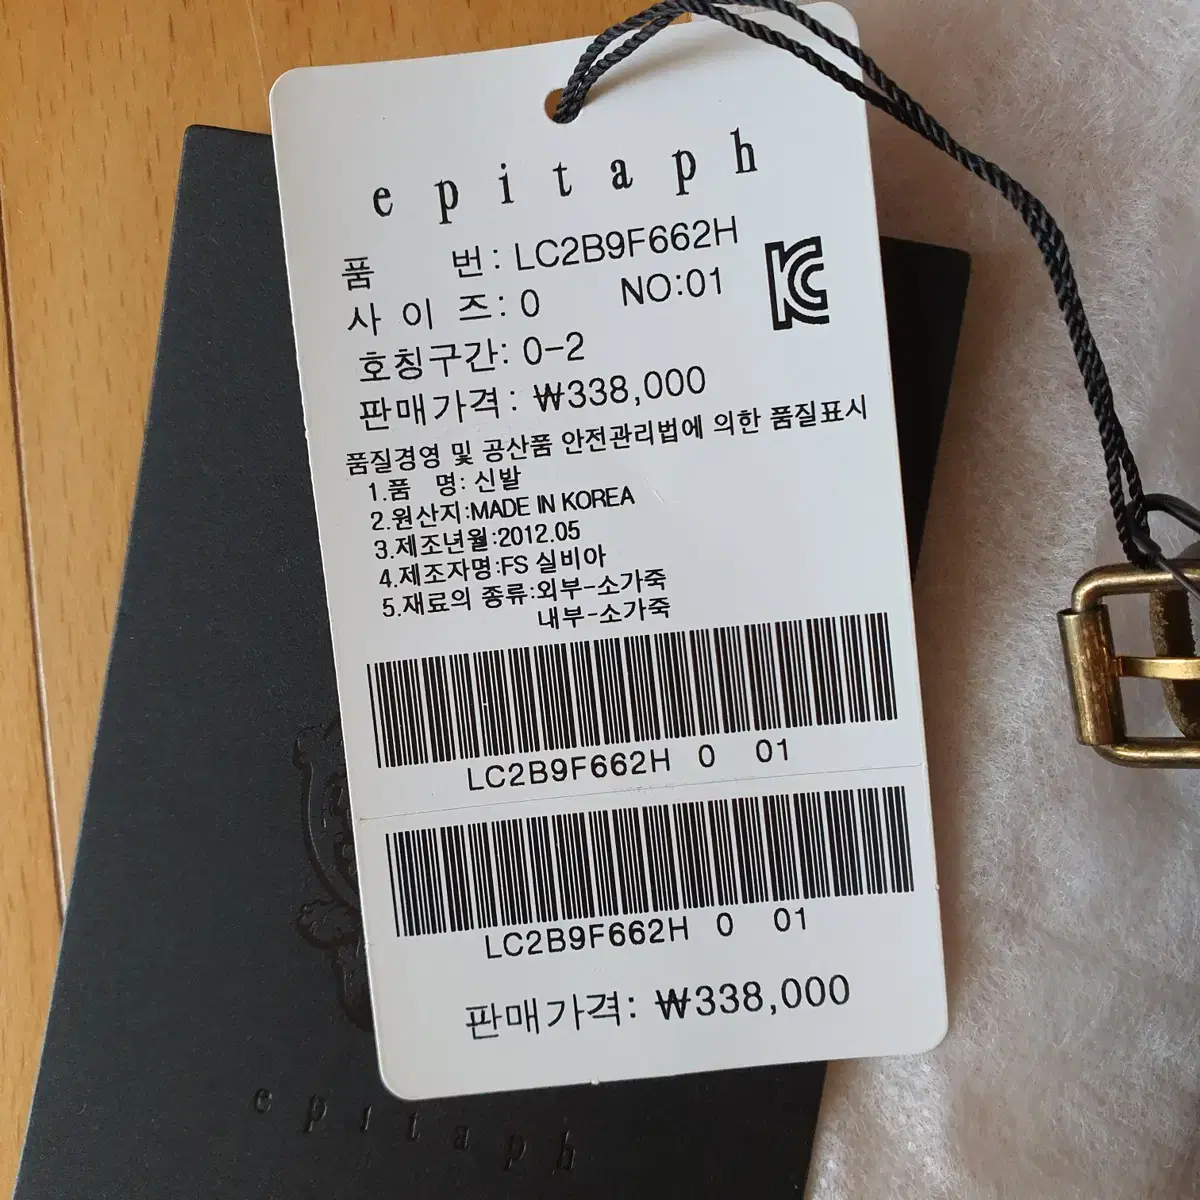 epitaph
품 번: LC2B9F662H
사 이 즈: 0 NO:01
호칭구간: 0-2
판매가격: ₩338,000
품질경영 및 공산품 안전관리법에 의한 품질표시
1.품 명: 신발
2.원산지:MADE IN KOREA
3.제조년월:2012.05
4.제조자명:FS 실비아
5.재료의 종류:외부-소가죽
내부-소가죽
LC2B9F662H 0 01
LC2B9F662H 0 01
판매가격: ₩338,000
epitaph